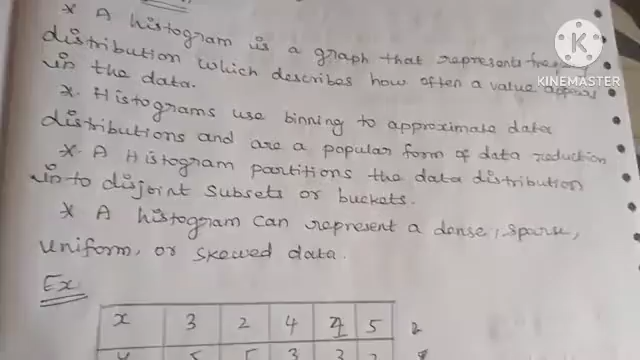 * A histogram is a graph that represents
distribution which describes how often a value appears
in the data.
*. Histograms use binning to approximate data
distributions and are a popular form of data reduction
*. A Histogram partitions the data distribution
in to disjoint subsets or buckets.
* A histogram can represent a dense, sparse,
uniform, or skewed data.
Ex
x 3 2 4 4 5
K
KINEMASTER